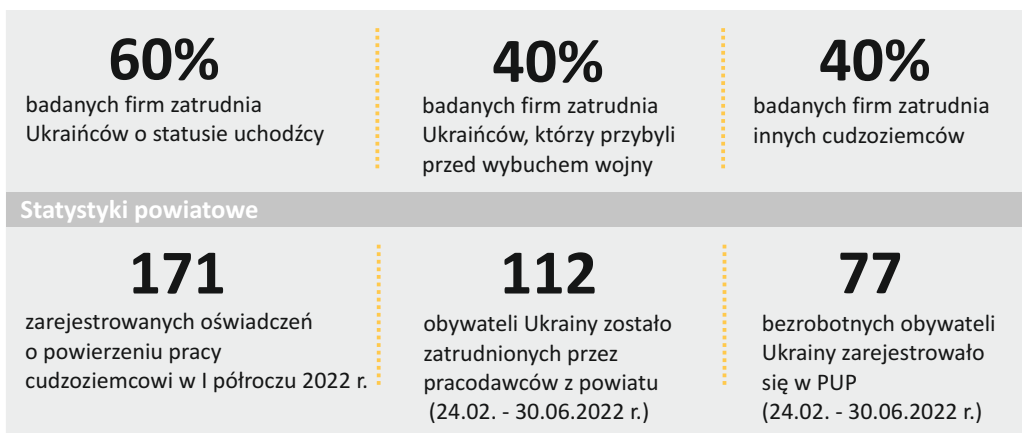 60%
badanych firm zatrudnia
Ukraińców o statusie uchodźcy
40%
badanych firm zatrudnia
Ukraińców, którzy przybyli
przed wybuchem wojny
40%
badanych firm zatrudnia
innych cudzoziemców
Statystyki powiatowe
171
zarejestrowanych oświadczeń
o powierzeniu pracy
cudzoziemcowi w I półroczu 2022 r.
112
obywateli Ukrainy zostało
zatrudnionych przez
pracodawców z powiatu
(24.02. - 30.06.2022 r.)
77
bezrobotnych obywateli
Ukrainy zarejestrowało
się w PUP
(24.02. - 30.06.2022 r.)